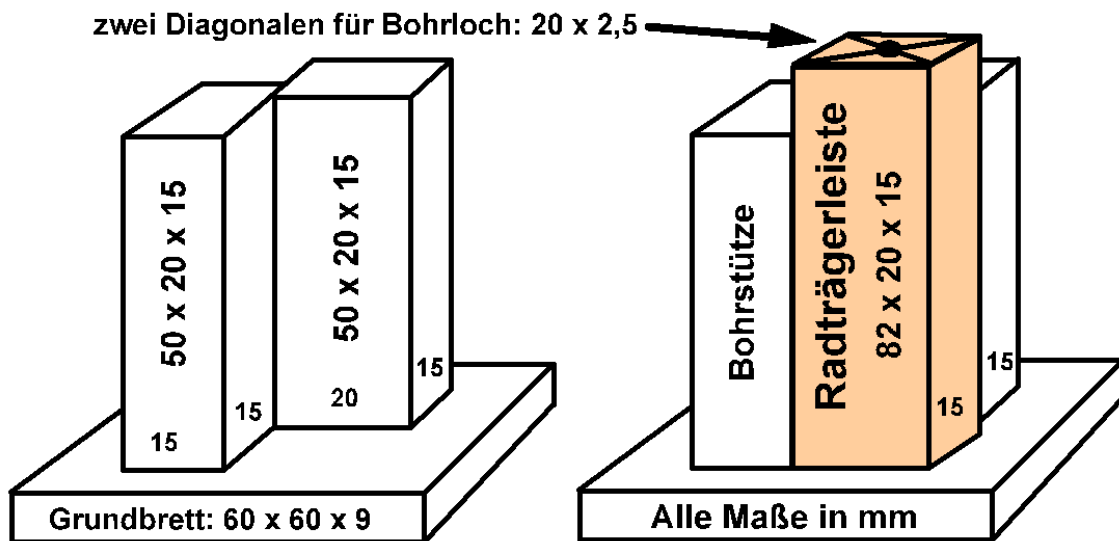 zwei Diagonalen für Bohrloch: 20 x 2,5
50 x 20 x 15
50 x 20 x 15
15
15
20
15
Grundbrett: 60 x 60 x 9
Bohrstütze
Radträgerleiste
82 x 20 x 15
15
15
Alle Maße in mm